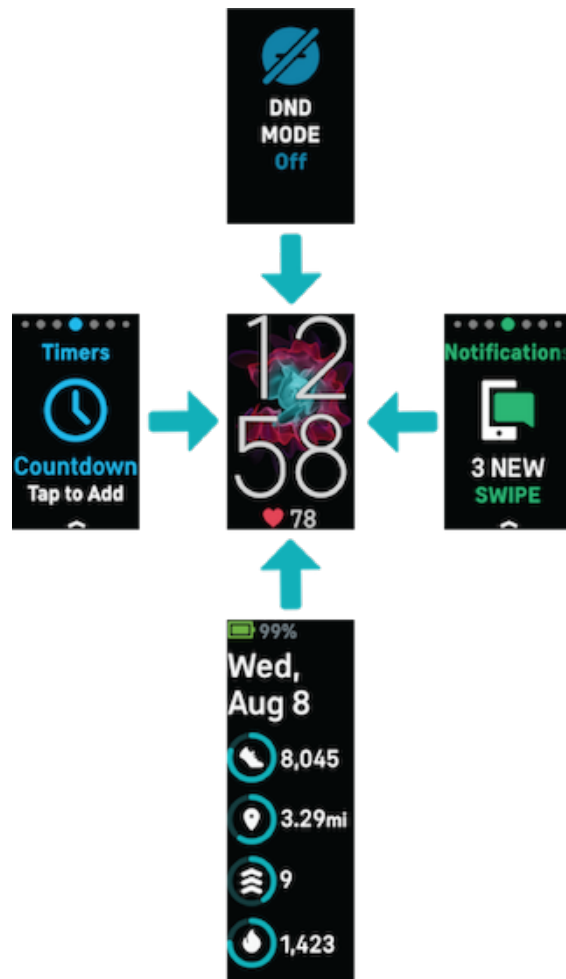 DND
MODE
Off
Timers
Countdown
Tap to Add
12
58
78
Notification
3 NEW
SWIPE
99%
Wed,
Aug 8
8,045
3.29mi
9
1,423